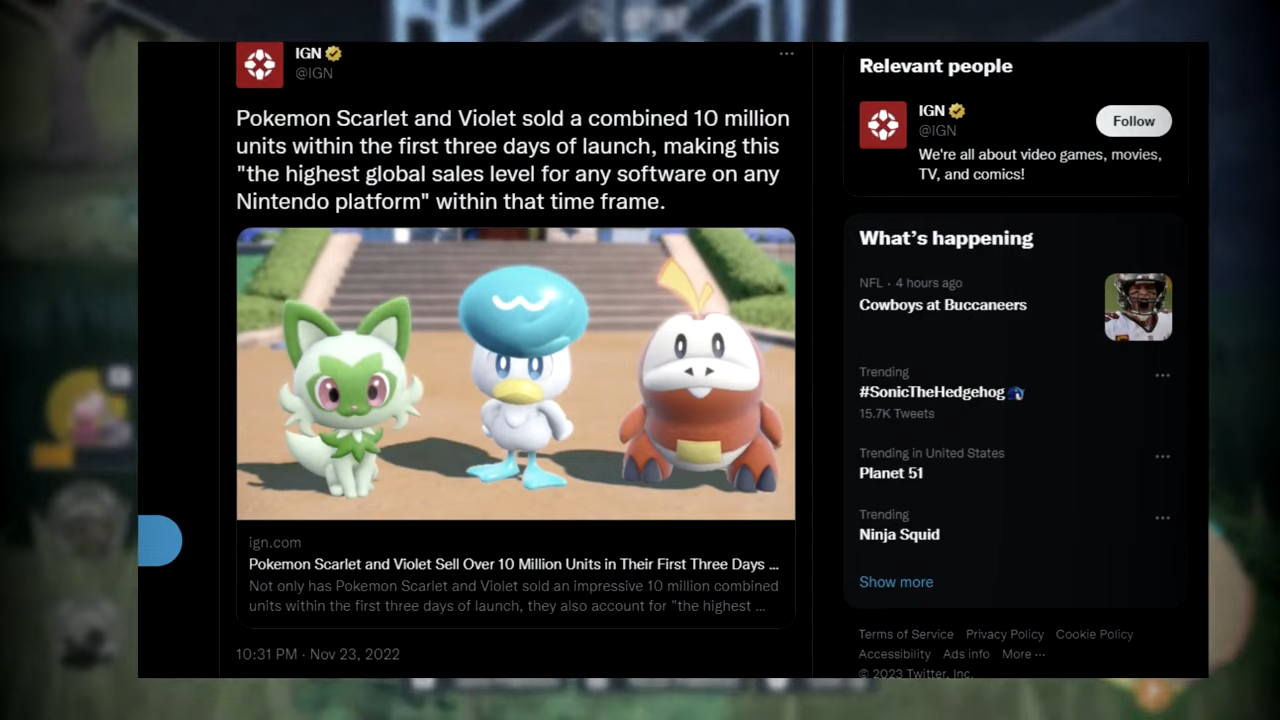 IGN
@IGN
Pokemon Scarlet and Violet sold a combined 10 million
units within the first three days of launch, making this
"the highest global sales level for any software on any
Nintendo platform" within that time frame.
ign.com
Pokemon Scarlet and Violet Sell Over 10 Million Units in Their First Three Days ...
Not only has Pokemon Scarlet and Violet sold an impressive 10 million combined
units within the first three days of launch, they also account for "the highest ...
10:31 PM · Nov 23, 2022
Relevant people
IGN
@IGN
Follow
We're all about video games, movies,
TV, and comics!
What's happening
NFL · 4 hours ago
Cowboys at Buccaneers
Trending
#SonicTheHedgehog
15.7K Tweets
Trending in United States
Planet 51
Trending
Ninja Squid
Show more
Terms of Service Privacy Policy Cookie Policy
Accessibility Ads info More ···
© 2023 Twitter, Inc.